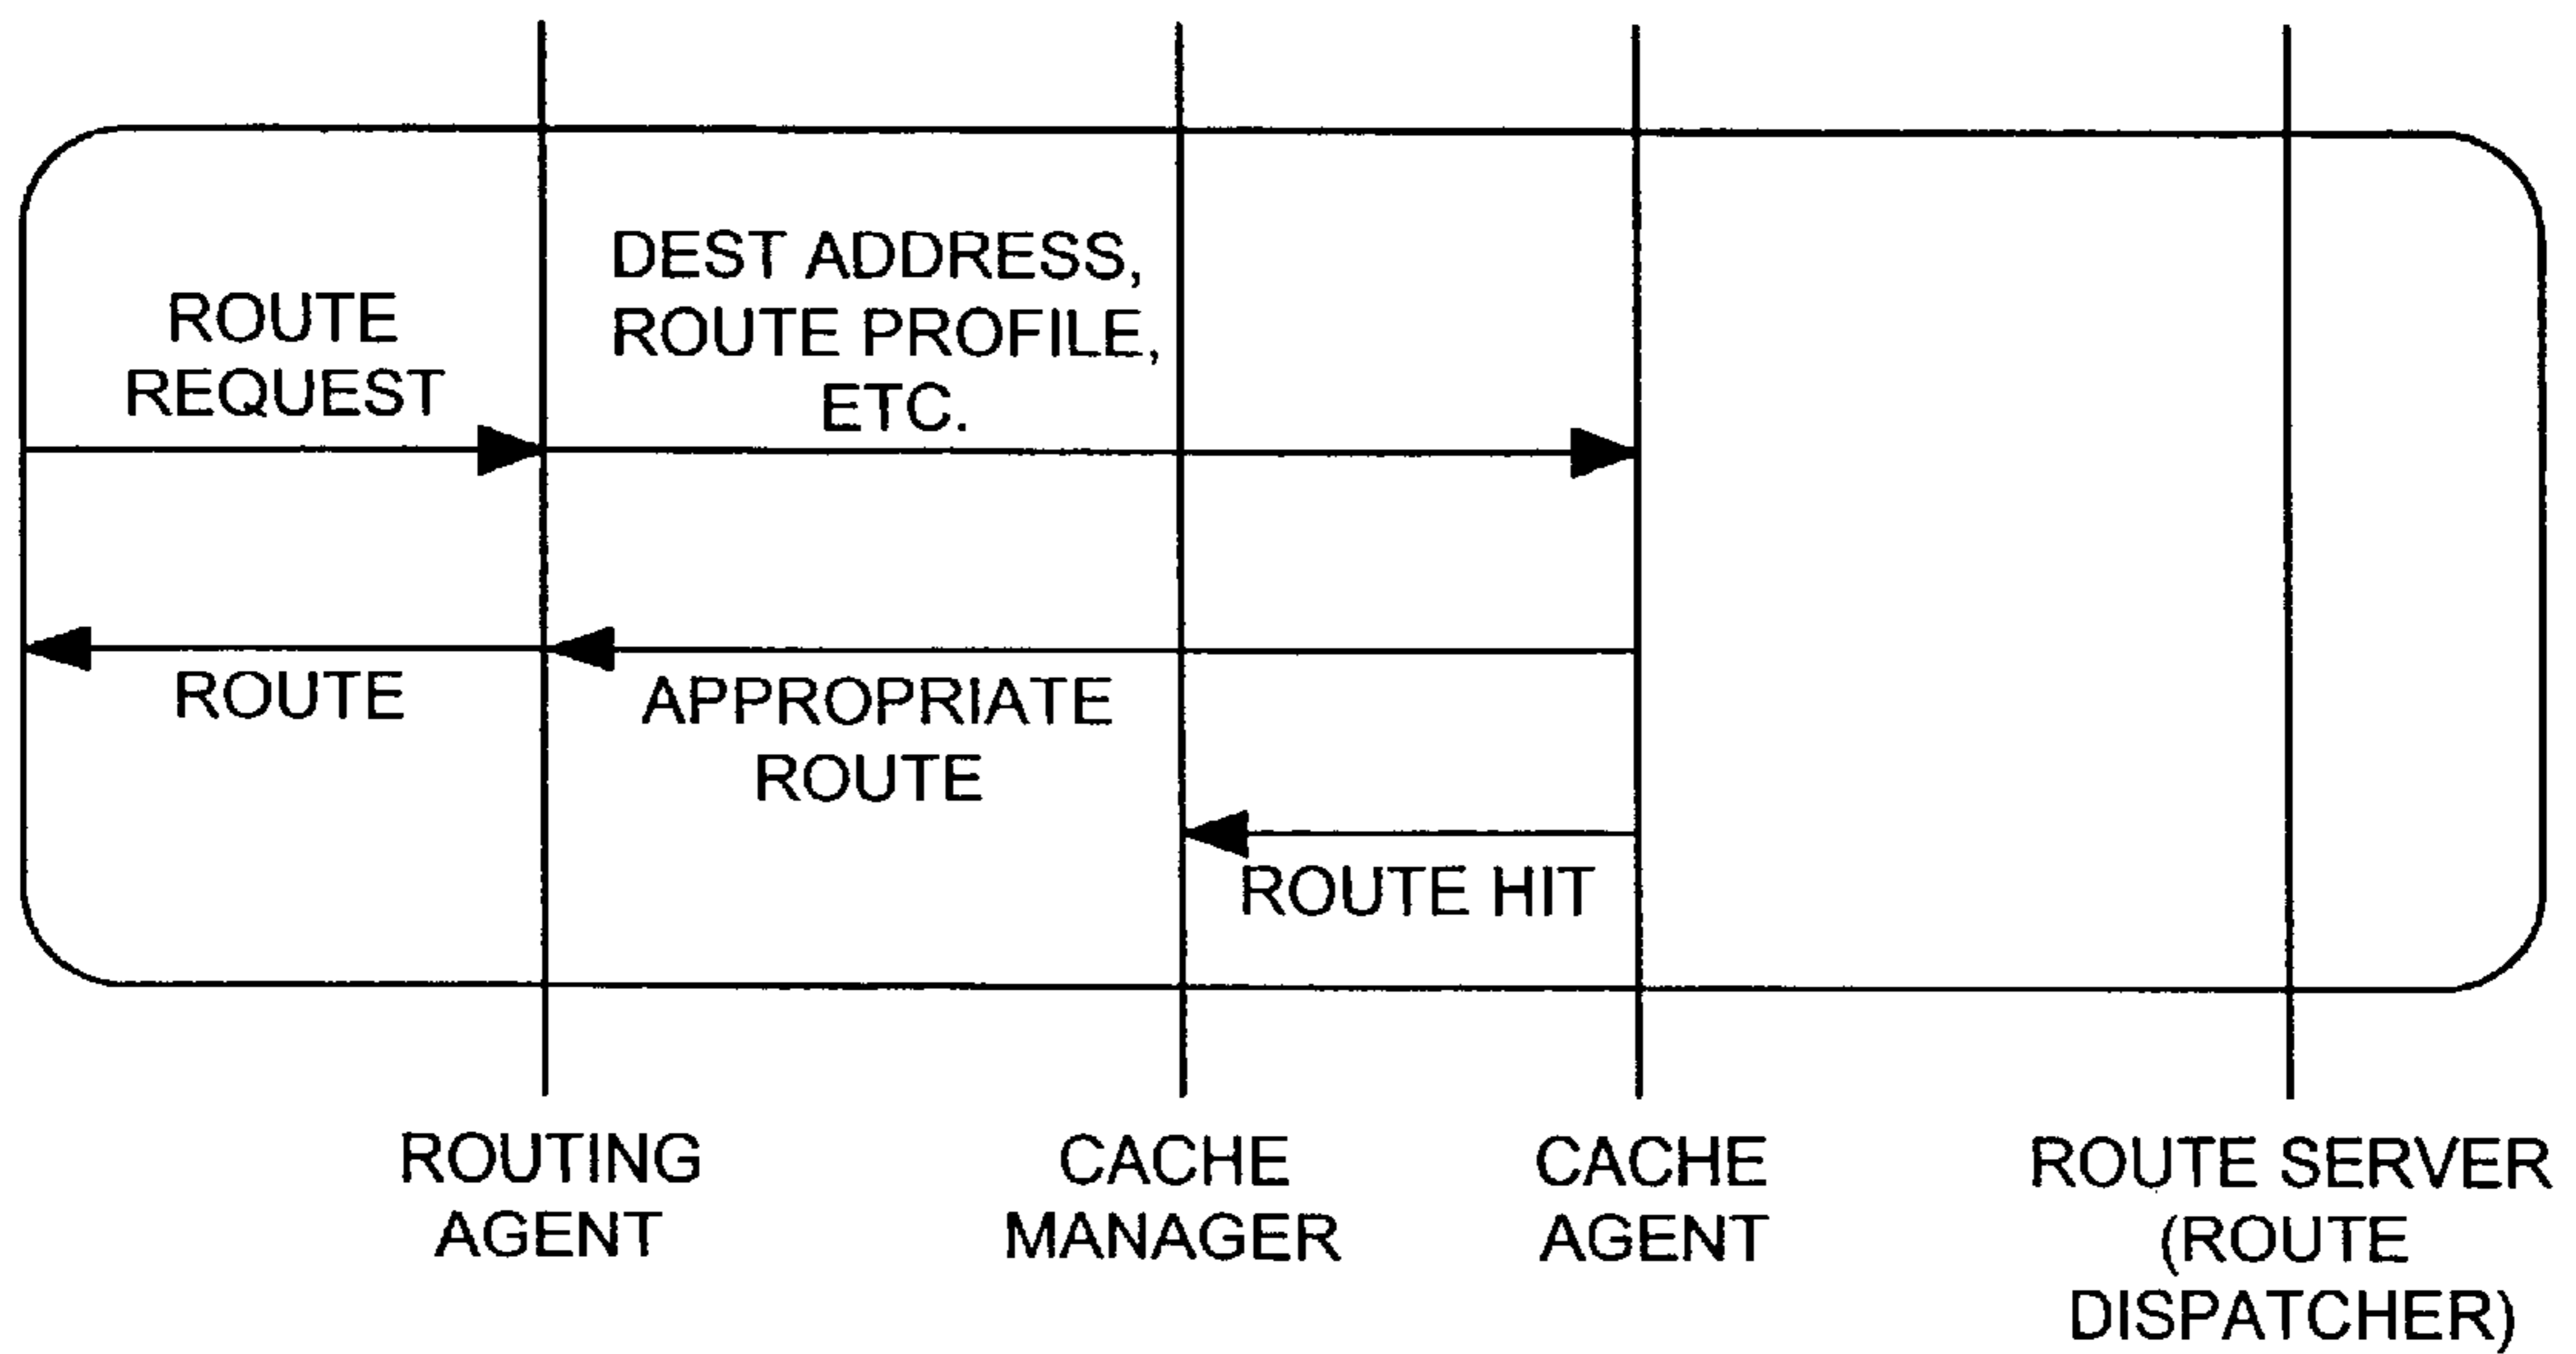 ROUTE
REQUEST
DEST ADDRESS,
ROUTE PROFILE,
ETC.
ROUTE
APPROPRIATE
ROUTE
ROUTE HIT
ROUTING
AGENT
CACHE
MANAGER
CACHE
AGENT
ROUTE SERVER
(ROUTE
DISPATCHER)